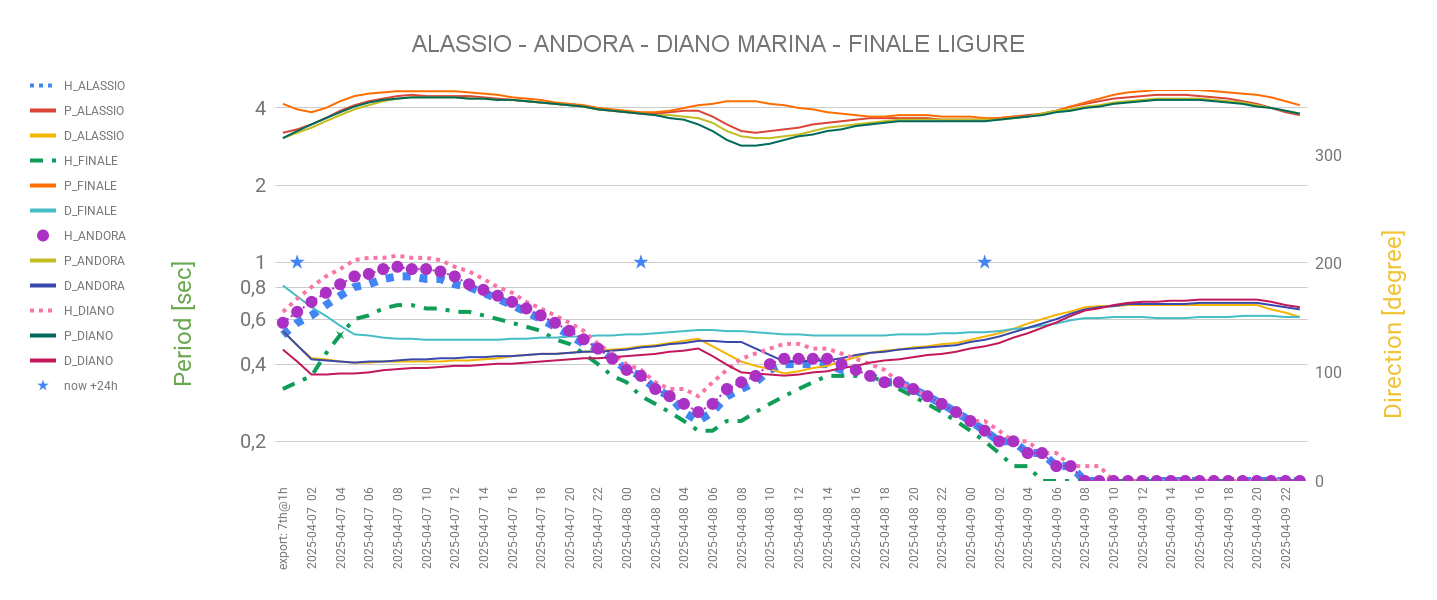 ALASSIO - ANDORA - DIANO MARINA - FINALE LIGURE
H_ALASSIO
P_ALASSIO
D_ALASSIO
H_FINALE
P_FINALE
D_FINALE
H_ANDORA
P_ANDORA
D_ANDORA
H_DIANO
P_DIANO
D_DIANO
now +24h
Period [sec]
4
2
1
0,8
0,6
0,4
0,2
300
200
100
0
Direction [degree]
export: 7th@1h
2025-04-07 02
2025-04-07 04
2025-04-07 06
2025-04-07 08
2025-04-07 10
2025-04-07 12
2025-04-07 14
2025-04-07 16
2025-04-07 18
2025-04-07 20
2025-04-07 22
2025-04-08 00
2025-04-08 02
2025-04-08 04
2025-04-08 06
2025-04-08 08
2025-04-08 10
2025-04-08 12
2025-04-08 14
2025-04-08 16
2025-04-08 18
2025-04-08 20
2025-04-08 22
2025-04-09 00
2025-04-09 02
2025-04-09 04
2025-04-09 06
2025-04-09 08
2025-04-09 10
2025-04-09 12
2025-04-09 14
2025-04-09 16
2025-04-09 18
2025-04-09 20
2025-04-09 22